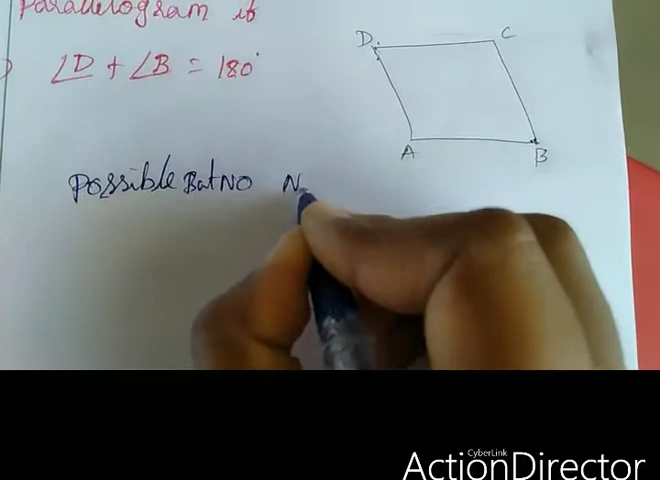 Parallelogram if
) ∠D + ∠B = 180°
D
C
A
B
Possible But NO N
CyberLink
ActionDirector